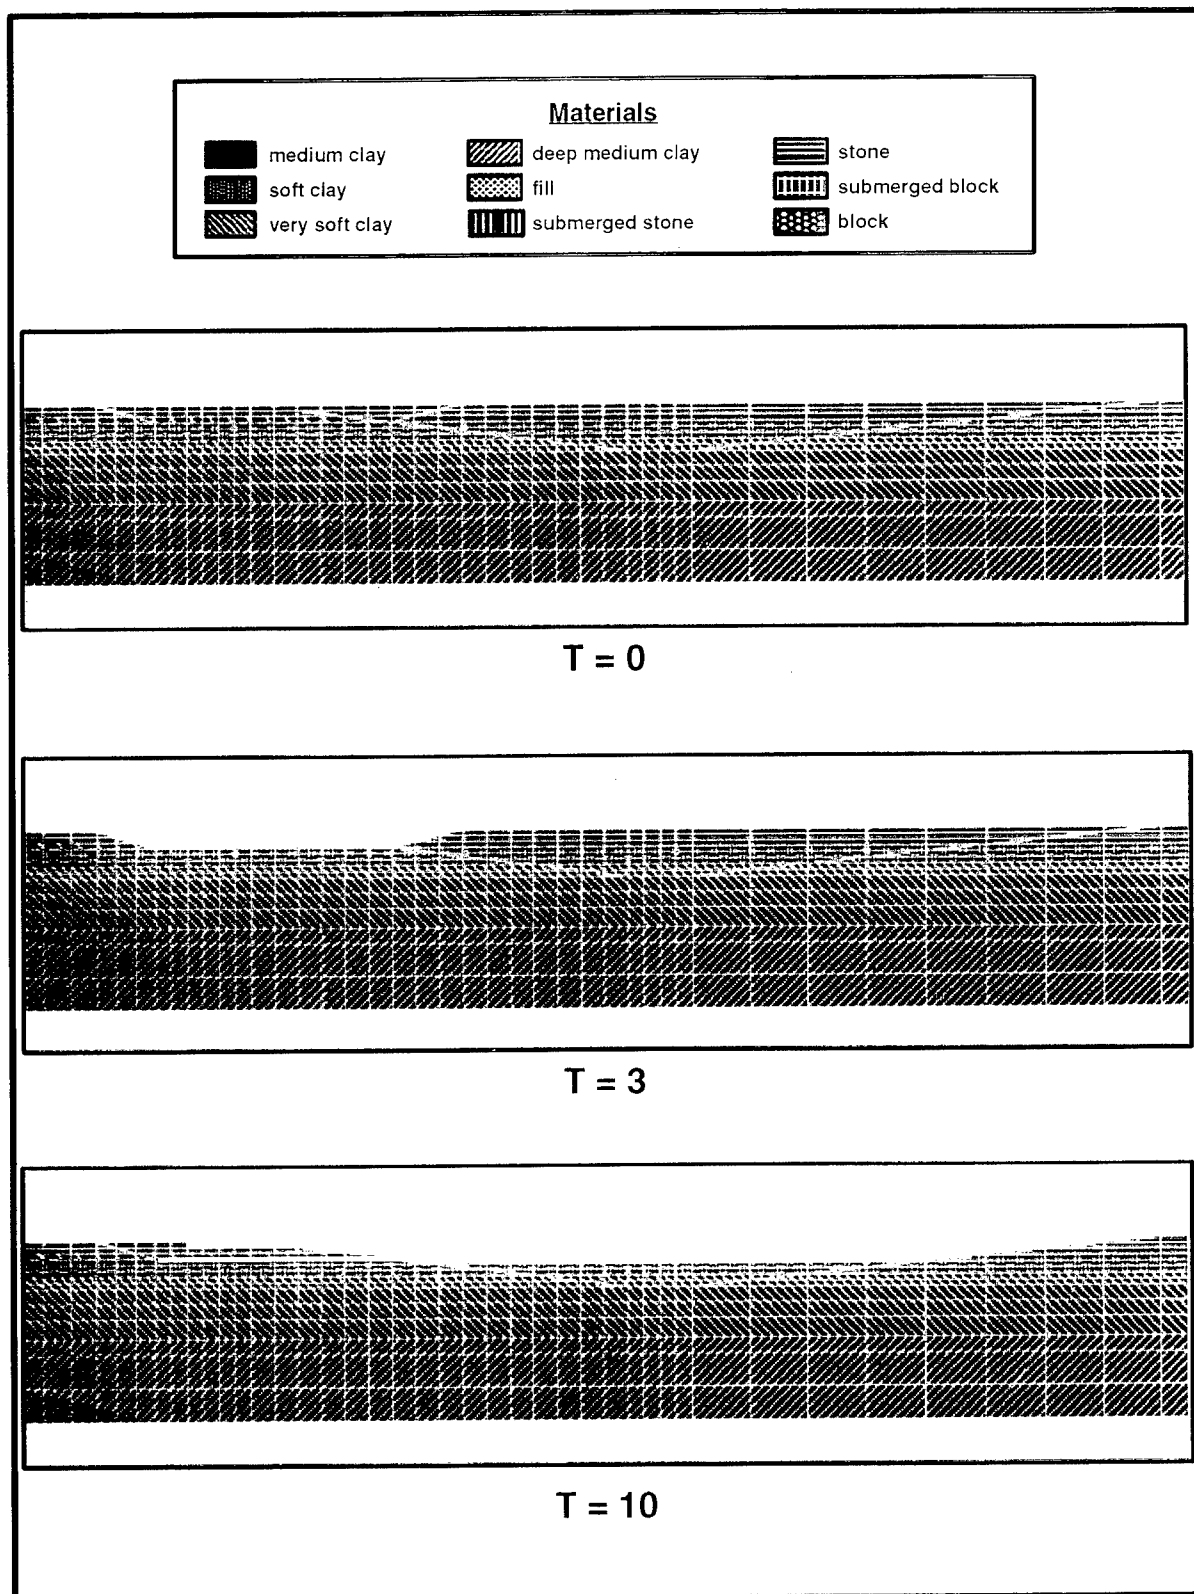 Materials
medium clay deep medium clay stone
soft clay fill submerged block
very soft clay submerged stone block
T = 0
T = 3
T = 10